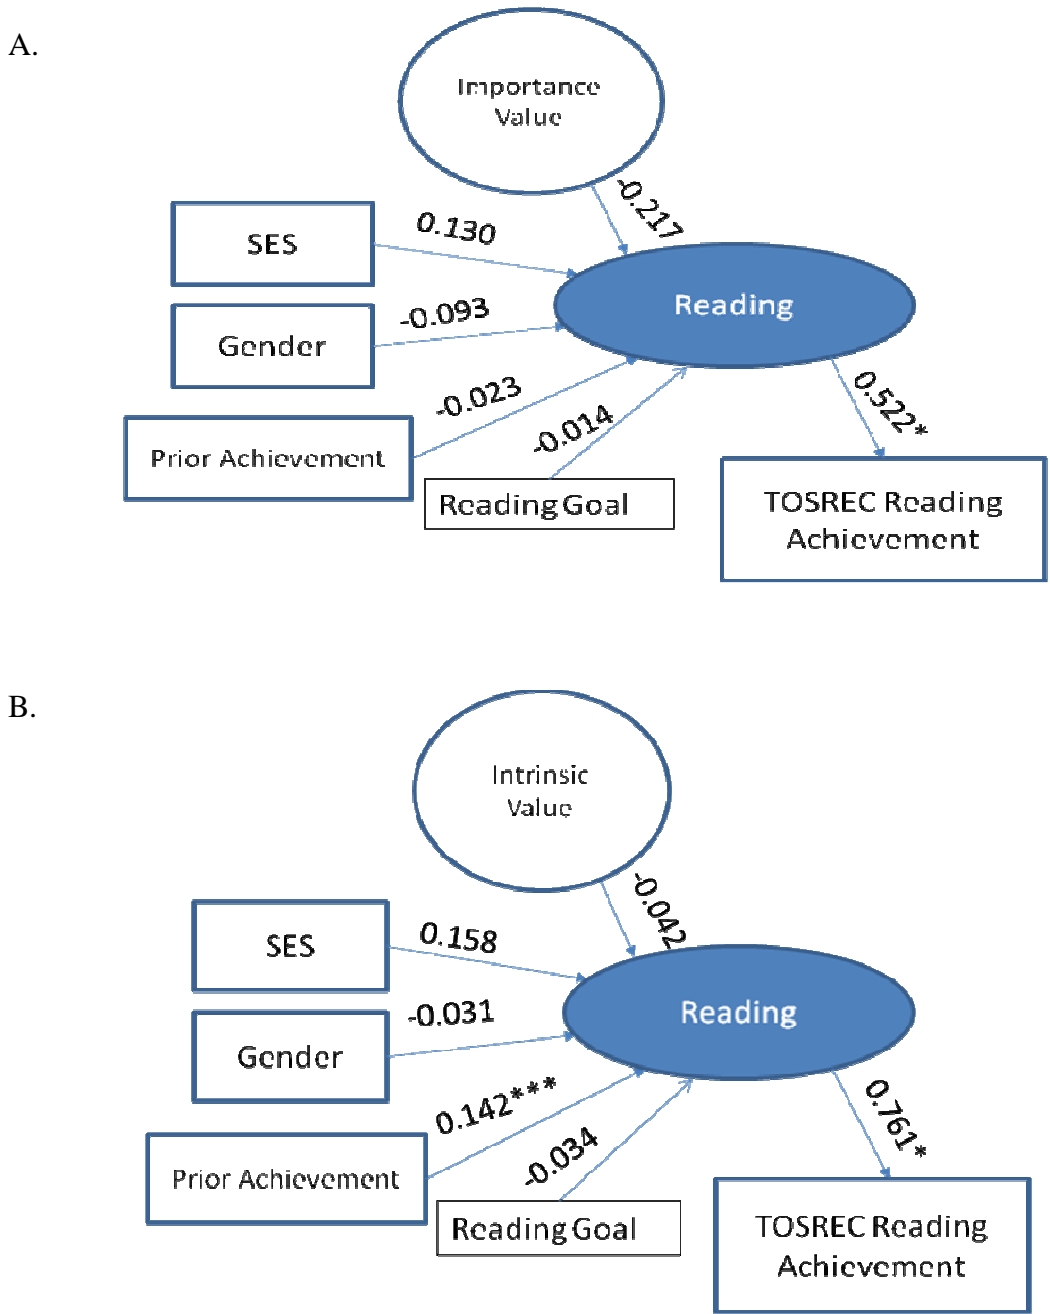 A.
Importance
Value
-0.217
SES
0.130
Reading
Gender
-0.093
Prior Achievement
-0.023
-0.014
Reading Goal
0.522*
TOSREC Reading
Achievement
B.
Intrinsic
Value
-0.042
SES
0.158
Reading
Gender
-0.031
Prior Achievement
0.142***
-0.034
Reading Goal
0.761*
TOSREC Reading
Achievement